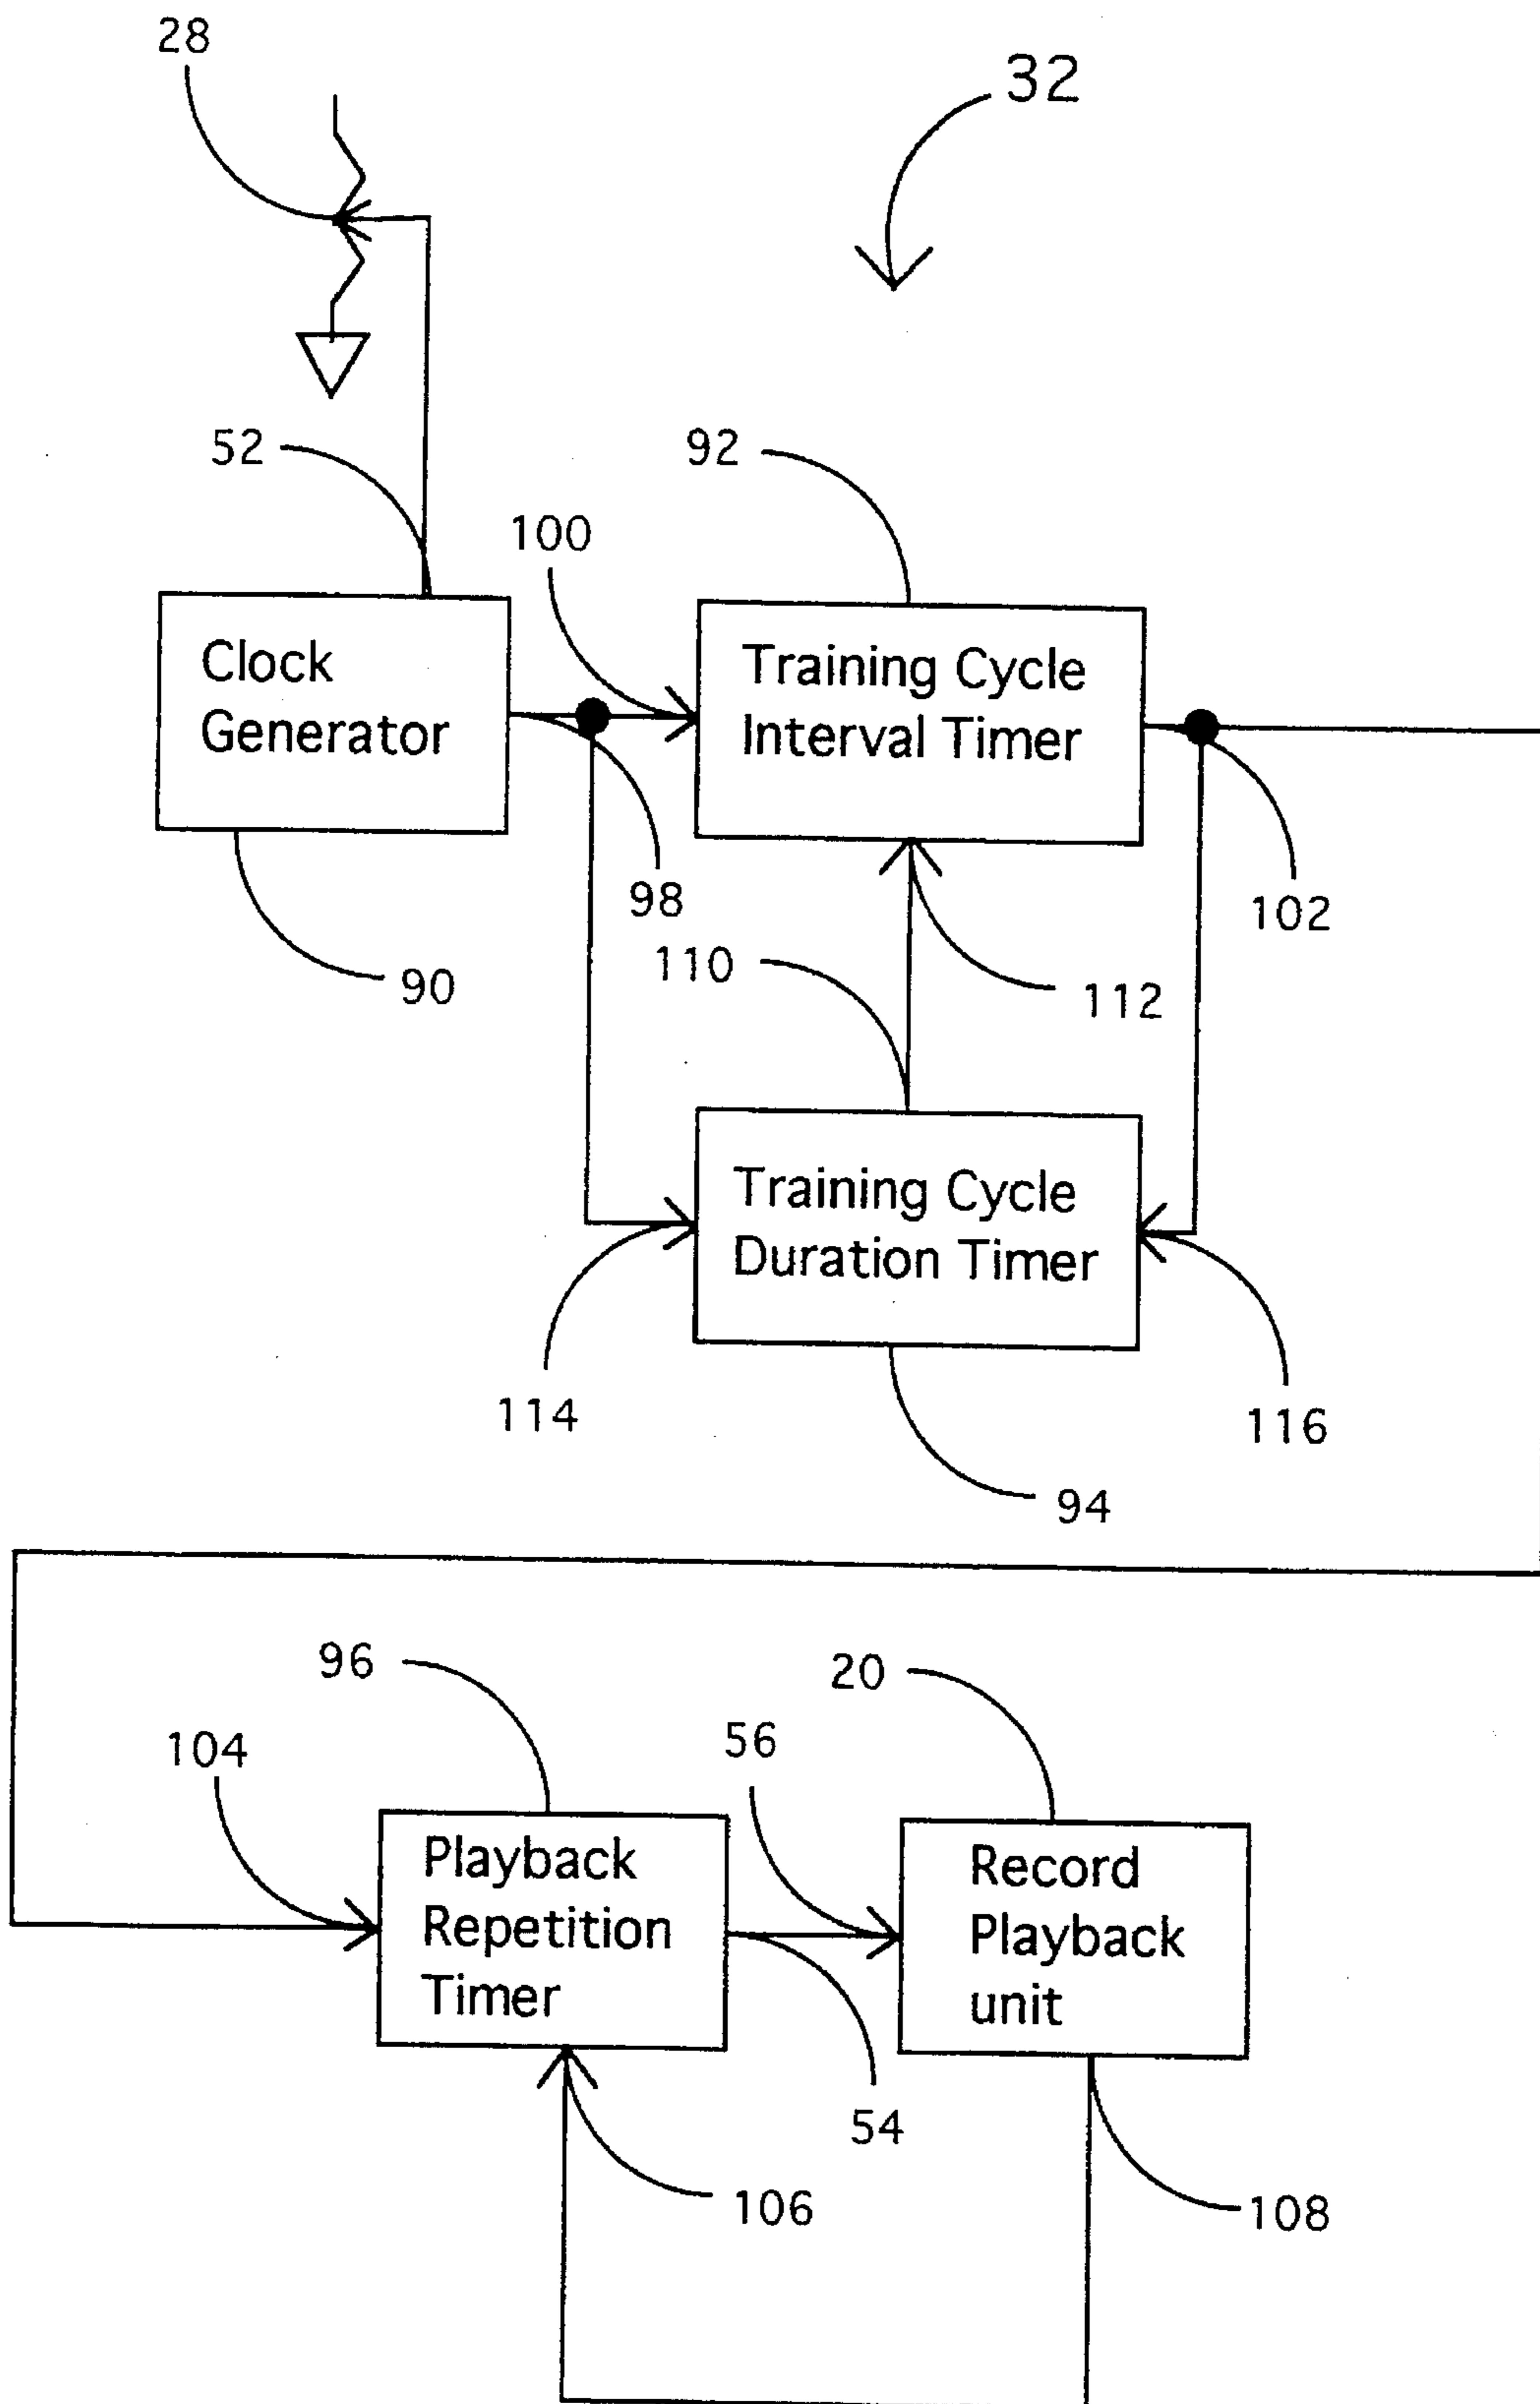 28
32
52
92
100
Clock
Generator
Training Cycle
Interval Timer
98
102
90
110
112
Training Cycle
Duration Timer
114
116
94
96
20
104
56
Playback
Repetition
Timer
Record
Playback
unit
54
106
108